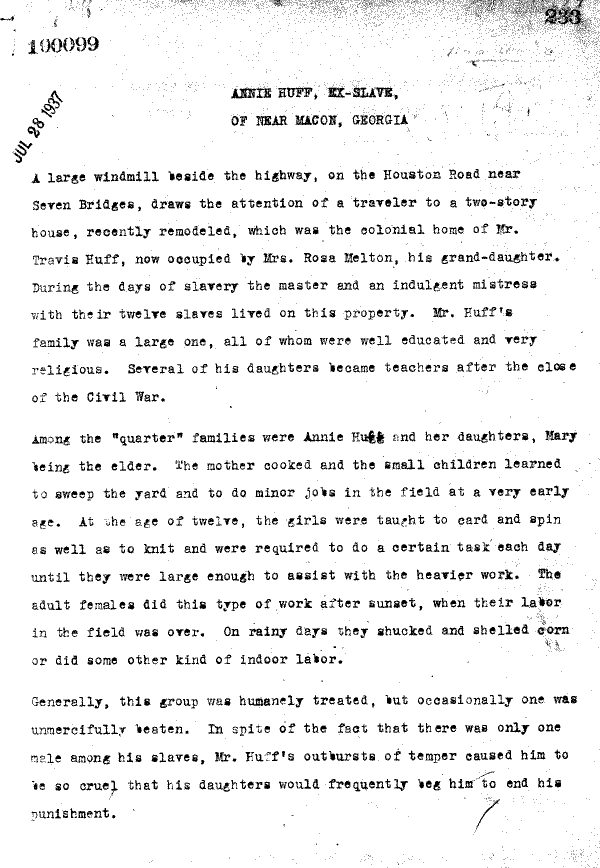 233
100099
JUL 28 1937
ANNIE HUFF, EX-SLAVE,
OF NEAR MACON, GEORGIA
A large windmill beside the highway, on the Houston Road near
Seven Bridges, draws the attention of a traveler to a two-story
house, recently remodeled, which was the colonial home of Mr.
Travis Huff, now occupied by Mrs. Rosa Melton, his grand-daughter.
During the days of slavery the master and an indulgent mistress
with their twelve slaves lived on this property. Mr. Huff's
family was a large one, all of whom were well educated and very
religious. Several of his daughters became teachers after the close
of the Civil War.
Among the "quarter" families were Annie Huff and her daughters, Mary
being the elder. The mother cooked and the small children learned
to sweep the yard and to do minor jobs in the field at a very early
age. At the age of twelve, the girls were taught to card and spin
as well as to knit and were required to do a certain task each day
until they were large enough to assist with the heavier work. The
adult females did this type of work after sunset, when their labor
in the field was over. On rainy days they shucked and shelled corn
or did some other kind of indoor labor.
Generally, this group was humanely treated, but occasionally one was
unmercifully beaten. In spite of the fact that there was only one
male among his slaves, Mr. Huff's outbursts of temper caused him to
be so cruel that his daughters would frequently beg him to end his
punishment.